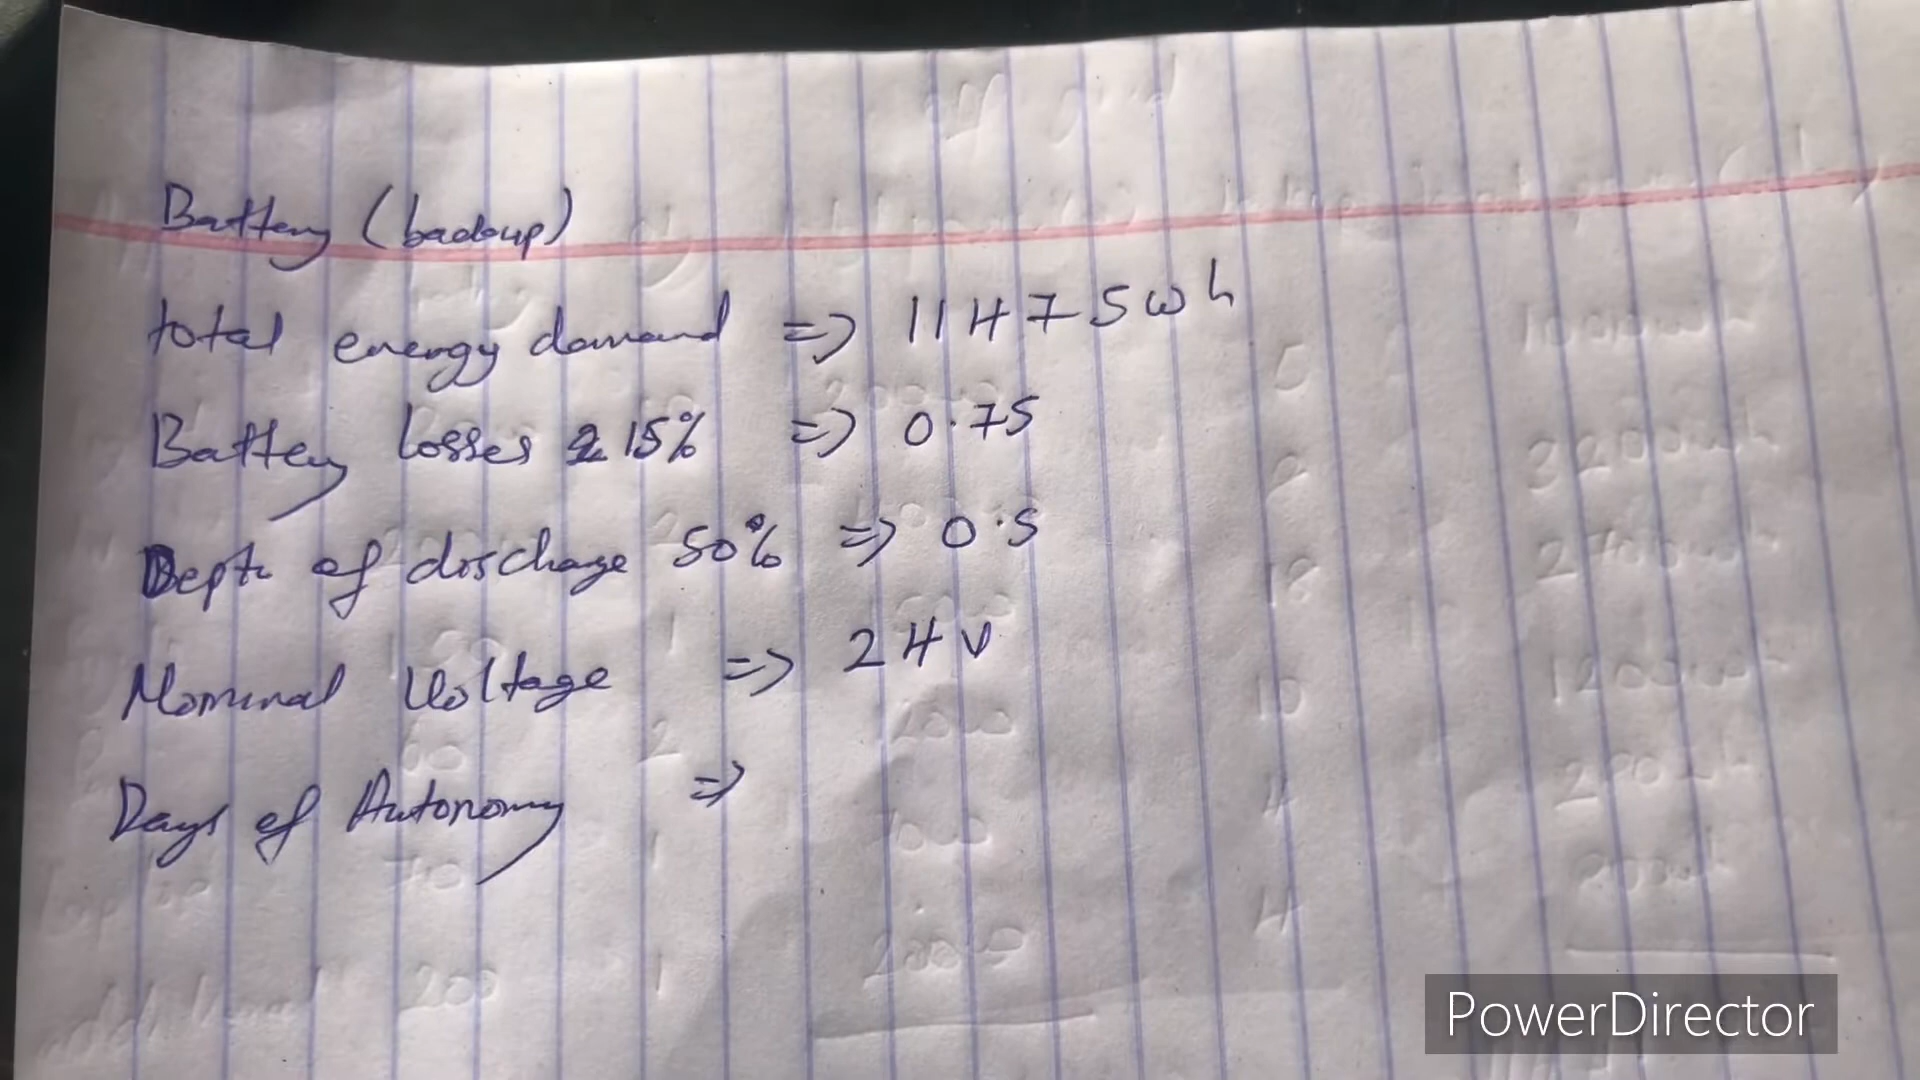 Battery (backup)
total energy demand => 11475wh
Battery losses 15% => 0.75
Depth of discharge 50% => 0.5
Nominal Voltage => 24V
Days of Autonomy =>
PowerDirector